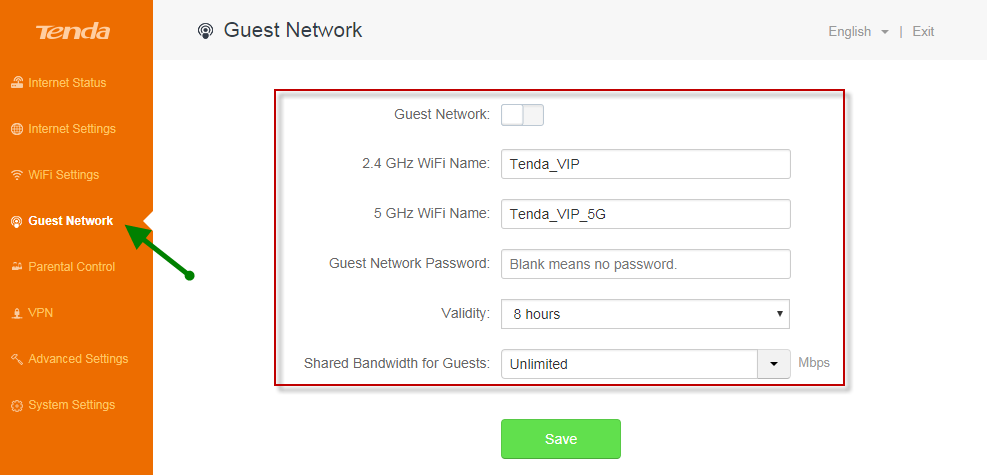 Tenda
Guest Network
English | Exit
Internet Status
Internet Settings
WiFi Settings
Guest Network
Parental Control
VPN
Advanced Settings
System Settings
Guest Network:
2.4 GHz WiFi Name: Tenda_VIP
5 GHz WiFi Name: Tenda_VIP_5G
Guest Network Password: Blank means no password.
Validity: 8 hours
Shared Bandwidth for Guests: Unlimited Mbps
Save